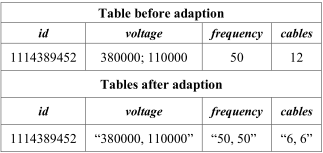 Table before adaption
id voltage frequency cables
1114389452 380000; 110000 50 12
Tables after adaption
id voltage frequency cables
1114389452 “380000, 110000” “50, 50” “6, 6”